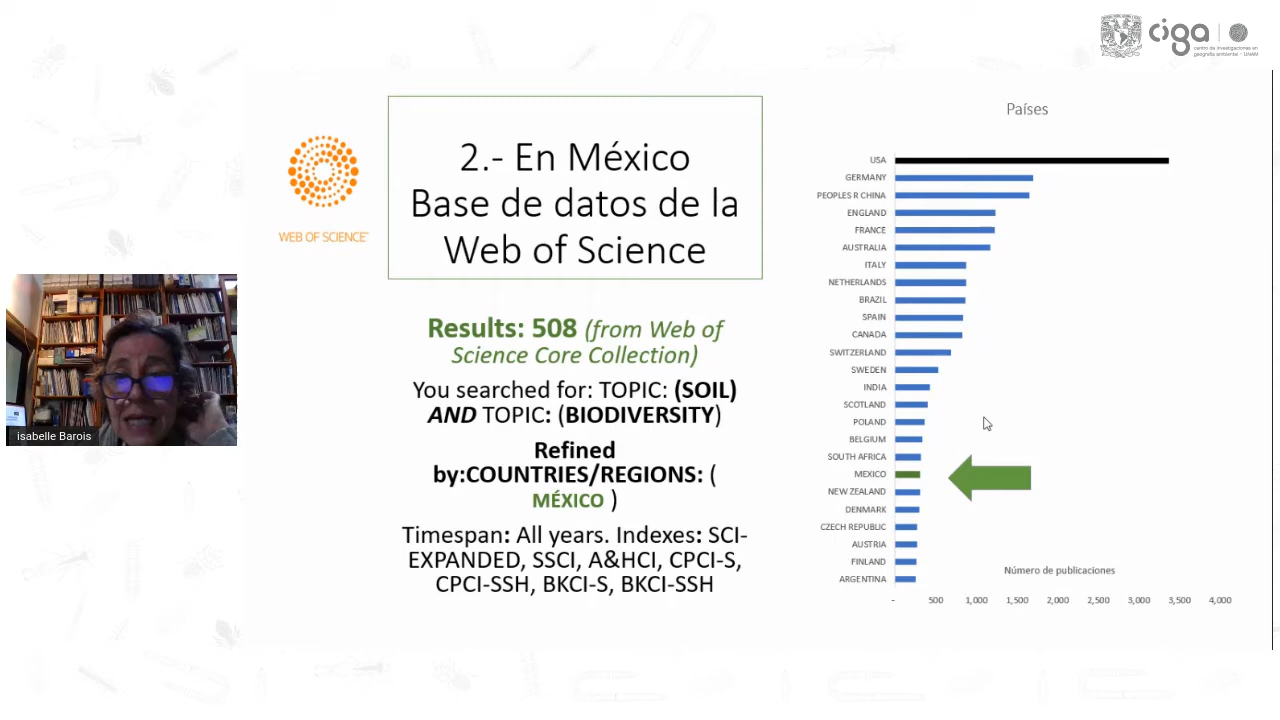 ciga
centro de investigaciones en
geografía ambiental - UNAM
WEB OF SCIENCE™
2.- En México
Base de datos de la
Web of Science
Results: 508 (from Web of
Science Core Collection)
You searched for: TOPIC: (SOIL)
AND TOPIC: (BIODIVERSITY)
Refined
by:COUNTRIES/REGIONS: (
MÉXICO )
Timespan: All years. Indexes: SCI-
EXPANDED, SSCI, A&HCI, CPCI-S,
CPCI-SSH, BKCI-S, BKCI-SSH
isabelle Barois
Países
USA
GERMANY
PEOPLES R CHINA
ENGLAND
FRANCE
AUSTRALIA
ITALY
NETHERLANDS
BRAZIL
SPAIN
CANADA
SWITZERLAND
SWEDEN
INDIA
SCOTLAND
POLAND
BELGIUM
SOUTH AFRICA
MEXICO
NEW ZEALAND
DENMARK
CZECH REPUBLIC
AUSTRIA
FINLAND
ARGENTINA
Número de publicaciones
- 500 1,000 1,500 2,000 2,500 3,000 3,500 4,000